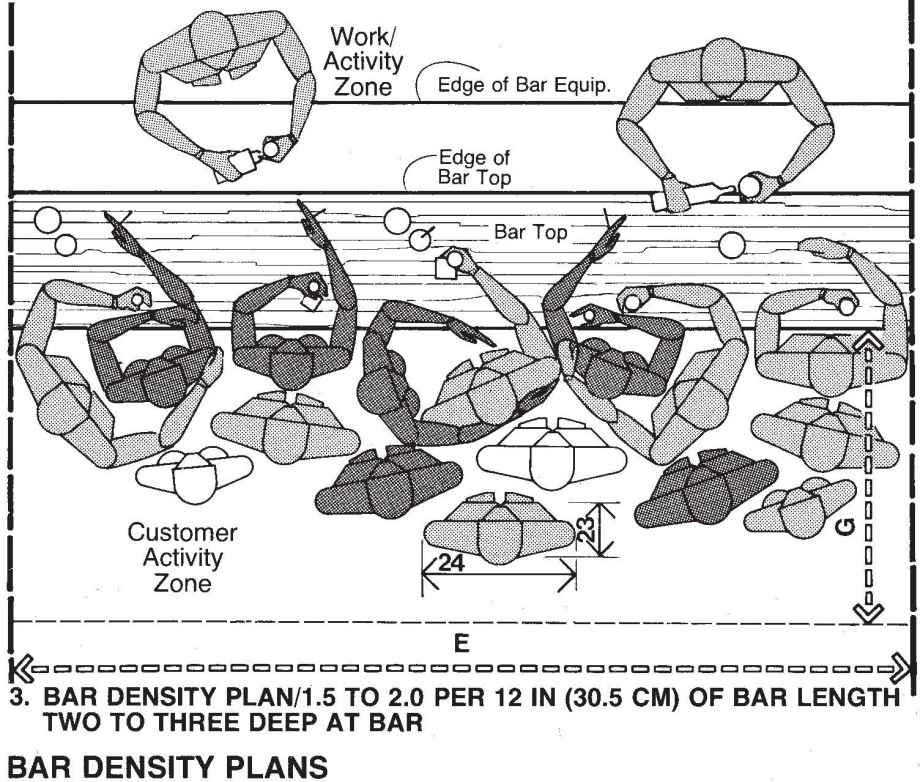 Work/
Activity
Zone
Edge of Bar Equip.
Edge of
Bar Top
Bar Top
Customer
Activity
Zone
24
23
G
E
3. BAR DENSITY PLAN/1.5 TO 2.0 PER 12 IN (30.5 CM) OF BAR LENGTH
TWO TO THREE DEEP AT BAR
BAR DENSITY PLANS